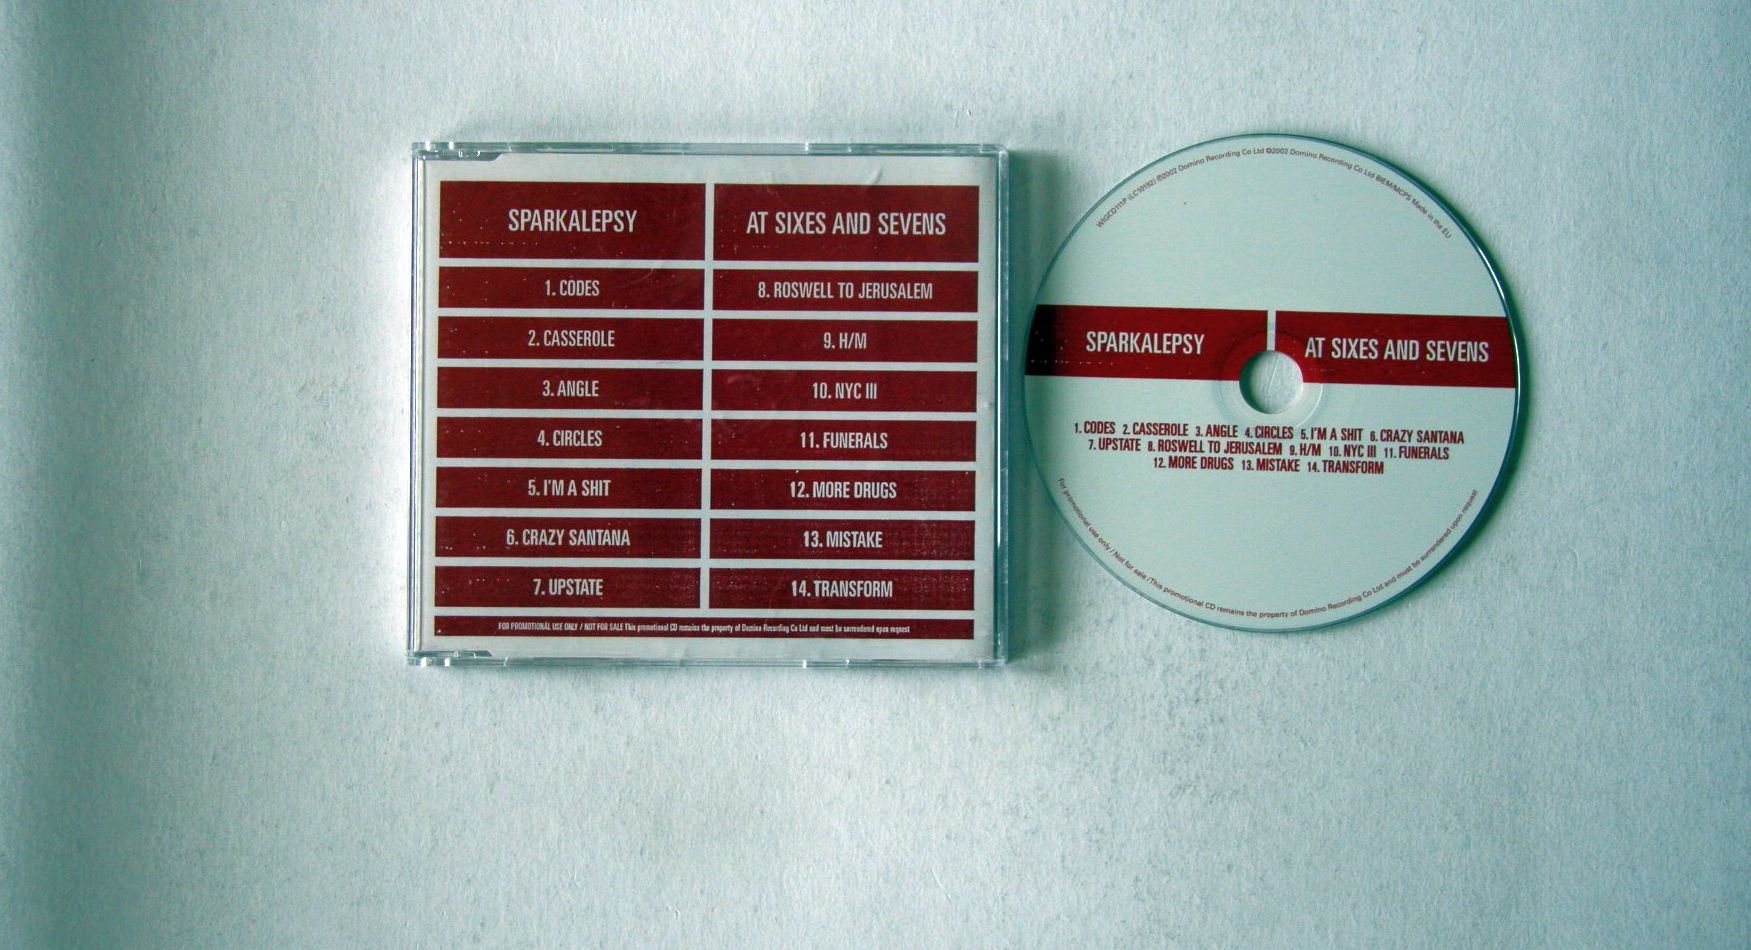 SPARKALEPSY
AT SIXES AND SEVENS
1. CODES
2. CASSEROLE
3. ANGLE
4. CIRCLES
5. I'M A SHIT
6. CRAZY SANTANA
7. UPSTATE
8. ROSWELL TO JERUSALEM
9. H/M
10. NYC III
11. FUNERALS
12. MORE DRUGS
13. MISTAKE
14. TRANSFORM
FOR PROMOTIONAL USE ONLY / NOT FOR SALE This promotional CD remains the property of Domino Recording Co Ltd and must be surrendered upon request
WIGCD111P (LC10192) ℗2002 Domino Recording Co Ltd ©2002 Domino Recording Co Ltd BIEM/MCPS Made in the EU
SPARKALEPSY
AT SIXES AND SEVENS
1. CODES 2. CASSEROLE 3. ANGLE 4. CIRCLES 5. I'M A SHIT 6. CRAZY SANTANA
7. UPSTATE 8. ROSWELL TO JERUSALEM 9. H/M 10. NYC III 11. FUNERALS
12. MORE DRUGS 13. MISTAKE 14. TRANSFORM
For promotional use only / Not for sale / This promotional CD remains the property of Domino Recording Co Ltd and must be surrendered upon request